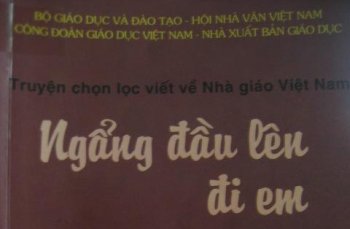 BỘ GIÁO DỤC VÀ ĐÀO TẠO - HỘI NHÀ VĂN VIỆT NAM
CÔNG ĐOÀN GIÁO DỤC VIỆT NAM - NHÀ XUẤT BẢN GIÁO DỤC
Truyện chọn lọc viết về Nhà giáo Việt Nam
Ngẩng đầu lên
đi em